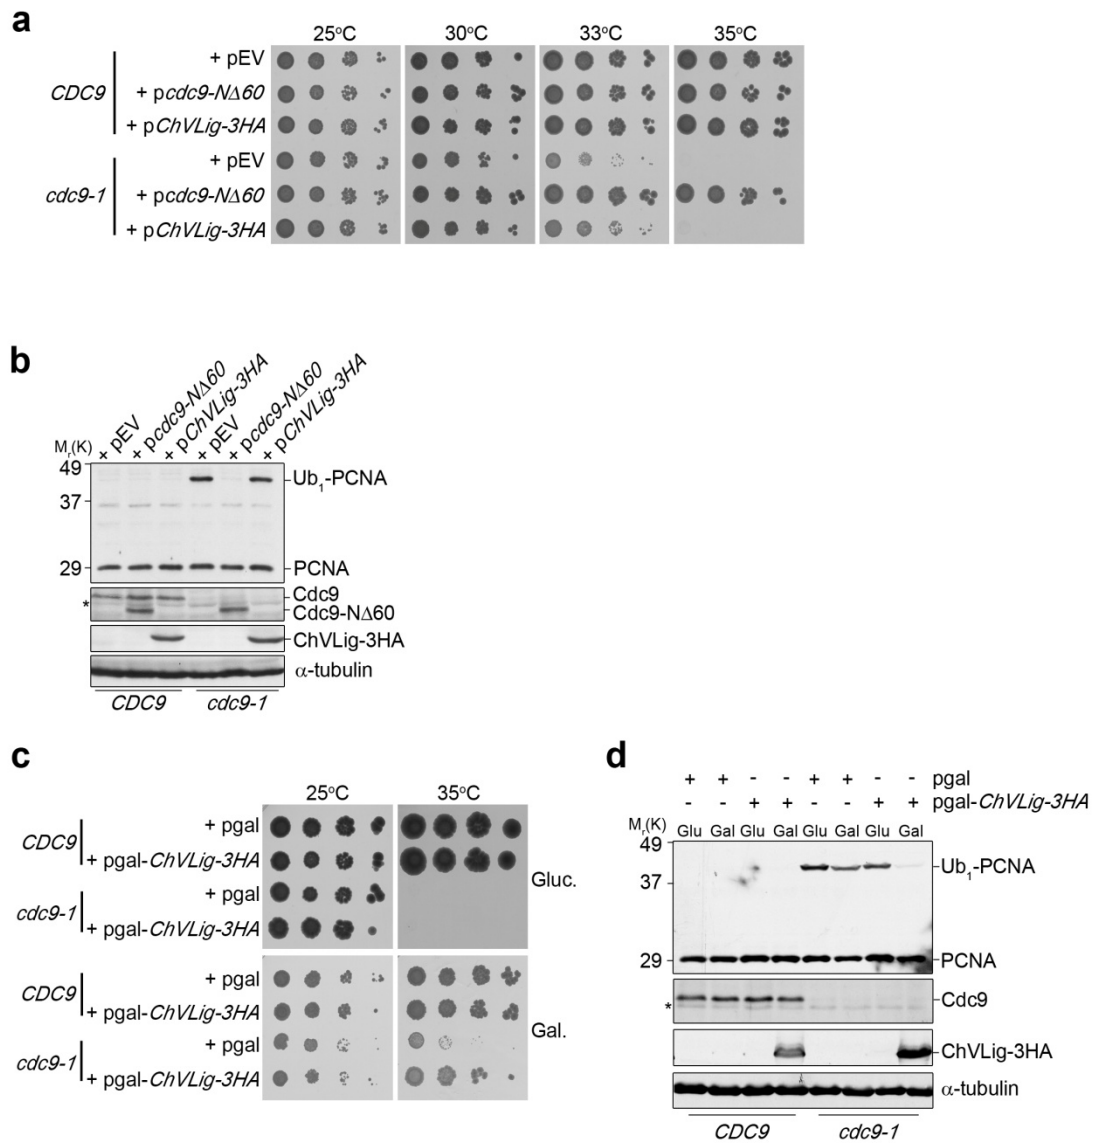 a
25°C 30°C 33°C 35°C
CDC9
+ pEV
+ pcdc9-NΔ60
+ pChVLig-3HA
cdc9-1
+ pEV
+ pcdc9-NΔ60
+ pChVLig-3HA
b
+ pEV
+ pcdc9-NΔ60
+ pChVLig-3HA
+ pEV
+ pcdc9-NΔ60
+ pChVLig-3HA
Mr(K)
49
Ub1-PCNA
37
29
PCNA
Cdc9
*
Cdc9-NΔ60
ChVLig-3HA
α-tubulin
CDC9 cdc9-1
c
25°C 35°C
CDC9
+ pgal
+ pgal-ChVLig-3HA
cdc9-1
+ pgal
+ pgal-ChVLig-3HA
Gluc.
CDC9
+ pgal
+ pgal-ChVLig-3HA
cdc9-1
+ pgal
+ pgal-ChVLig-3HA
Gal.
d
+ + - - + + - - pgal
- - + + - - + + pgal-ChVLig-3HA
Mr(K) Glu Gal Glu Gal Glu Gal Glu Gal
49
Ub1-PCNA
37
29
PCNA
Cdc9
*
ChVLig-3HA
α-tubulin
CDC9 cdc9-1